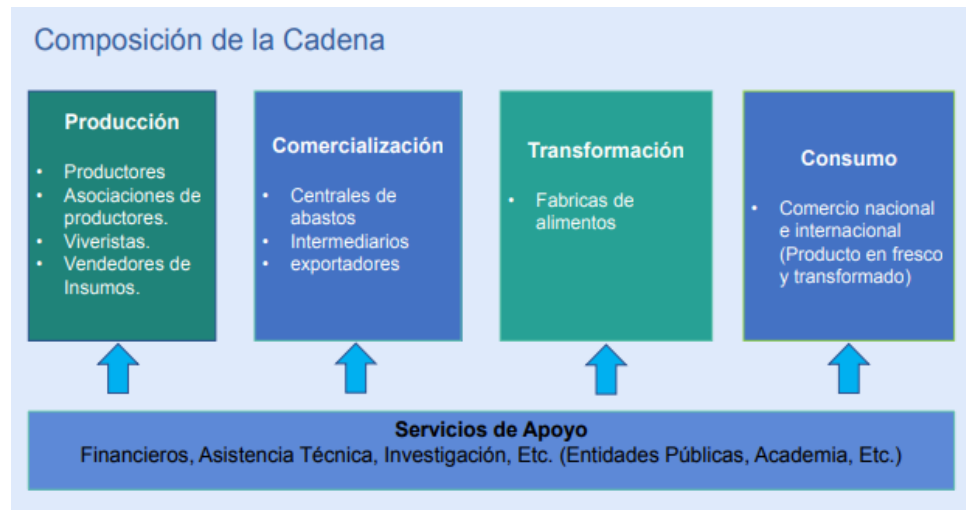 Composición de la Cadena
Producción
• Productores
• Asociaciones de
productores.
• Viveristas.
• Vendedores de
Insumos.
Comercialización
• Centrales de
abastos
• Intermediarios
• exportadores
Transformación
• Fabricas de
alimentos
Consumo
• Comercio nacional
e internacional
(Producto en fresco
y transformado)
Servicios de Apoyo
Financieros, Asistencia Técnica, Investigación, Etc. (Entidades Públicas, Academia, Etc.)